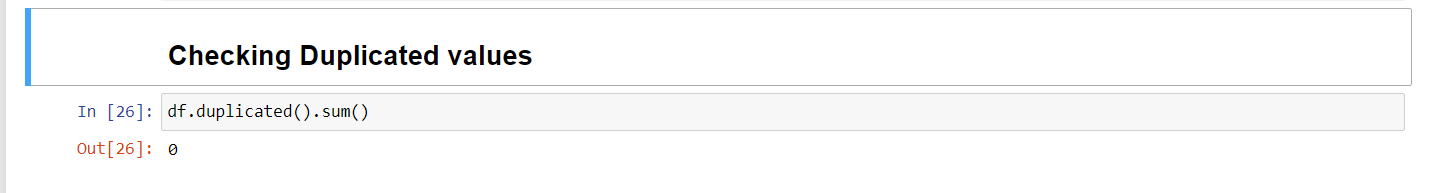 Checking Duplicated values
In [26]: df.duplicated().sum()
Out[26]: 0